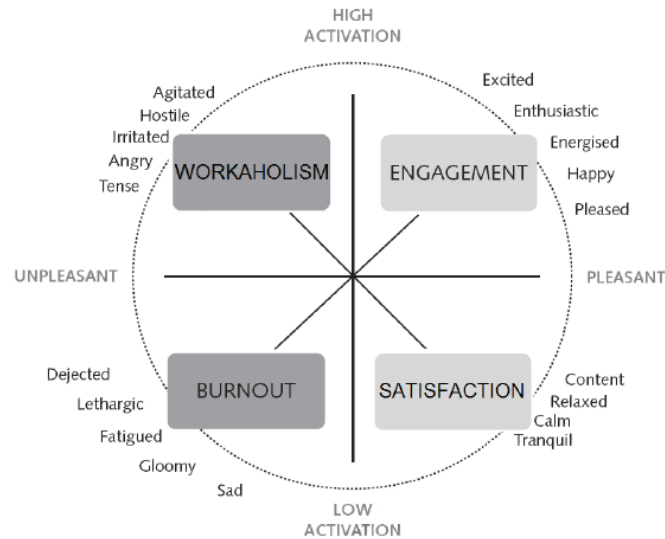 HIGH
ACTIVATION
Agitated
Hostile
Irritated
Angry
Tense
WORKAHOLISM
Excited
Enthusiastic
Energised
Happy
Pleased
ENGAGEMENT
UNPLEASANT
PLEASANT
Dejected
Lethargic
Fatigued
Gloomy
Sad
BURNOUT
SATISFACTION
Content
Relaxed
Calm
Tranquil
LOW
ACTIVATION